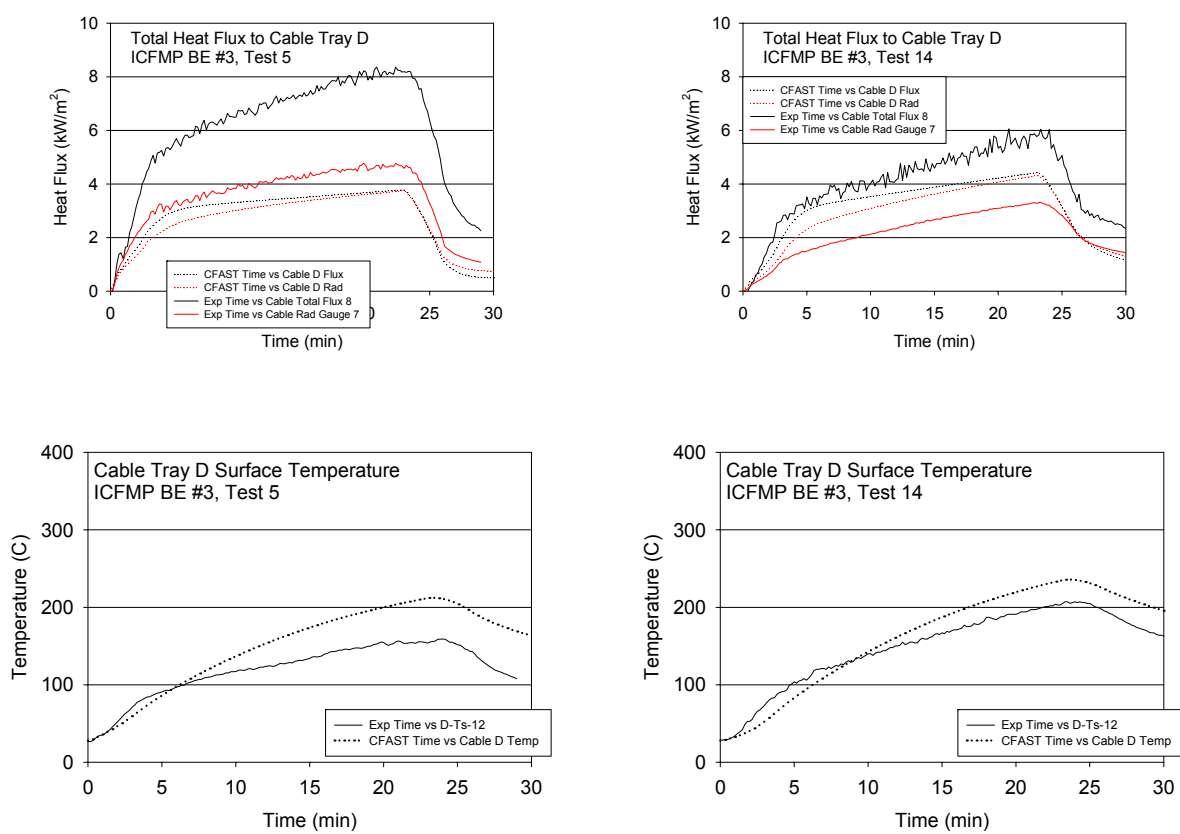 Total Heat Flux to Cable Tray D
ICFMP BE #3, Test 5
Heat Flux (kW/m²)
10
8
6
4
2
0
CFAST Time vs Cable D Flux
CFAST Time vs Cable D Rad
Exp Time vs Cable Total Flux 8
Exp Time vs Cable Rad Gauge 7
0 5 10 15 20 25 30
Time (min)
Total Heat Flux to Cable Tray D
ICFMP BE #3, Test 14
Heat Flux (kW/m²)
10
8
6
4
2
0
CFAST Time vs Cable D Flux
CFAST Time vs Cable D Rad
Exp Time vs Cable Total Flux 8
Exp Time vs Cable Rad Gauge 7
0 5 10 15 20 25 30
Time (min)
Cable Tray D Surface Temperature
ICFMP BE #3, Test 5
Temperature (C)
400
300
200
100
0
Exp Time vs D-Ts-12
CFAST Time vs Cable D Temp
0 5 10 15 20 25 30
Time (min)
Cable Tray D Surface Temperature
ICFMP BE #3, Test 14
Temperature (C)
400
300
200
100
0
Exp Time vs D-Ts-12
CFAST Time vs Cable D Temp
0 5 10 15 20 25 30
Time (min)